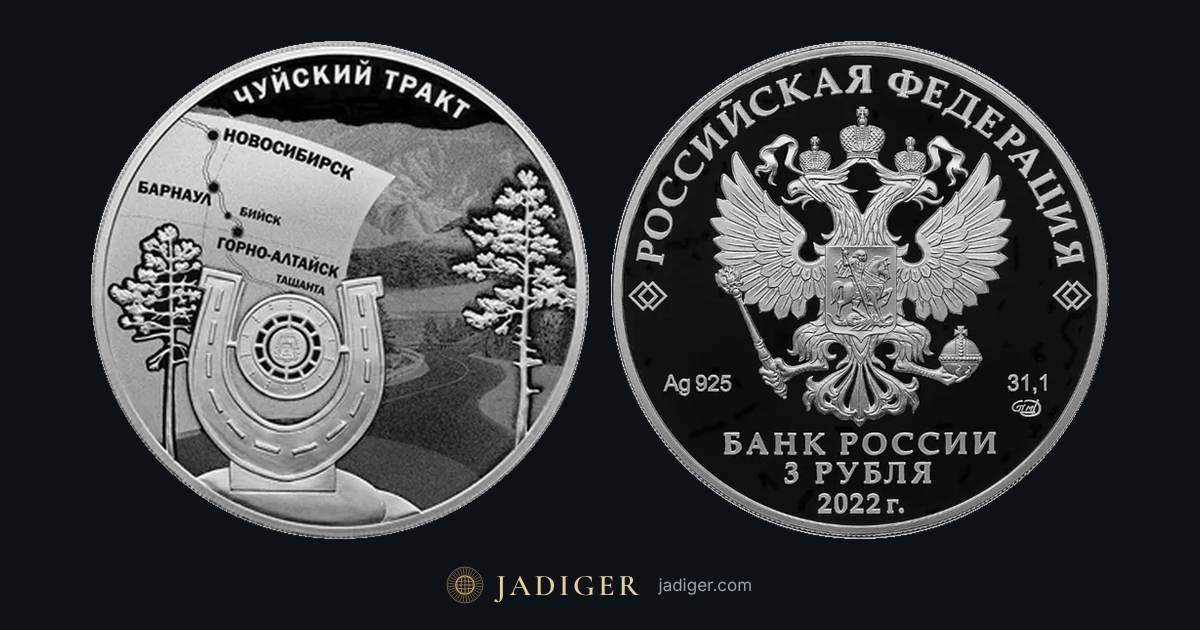 ЧУЙСКИЙ ТРАКТ
НОВОСИБИРСК
БАРНАУЛ
БИЙСК
ГОРНО-АЛТАЙСК
ТАШАНТА
РОССИЙСКАЯ ФЕДЕРАЦИЯ
Ag 925
31,1
БАНК РОССИИ
3 РУБЛЯ
2022 г.
JADIGER
jadiger.com